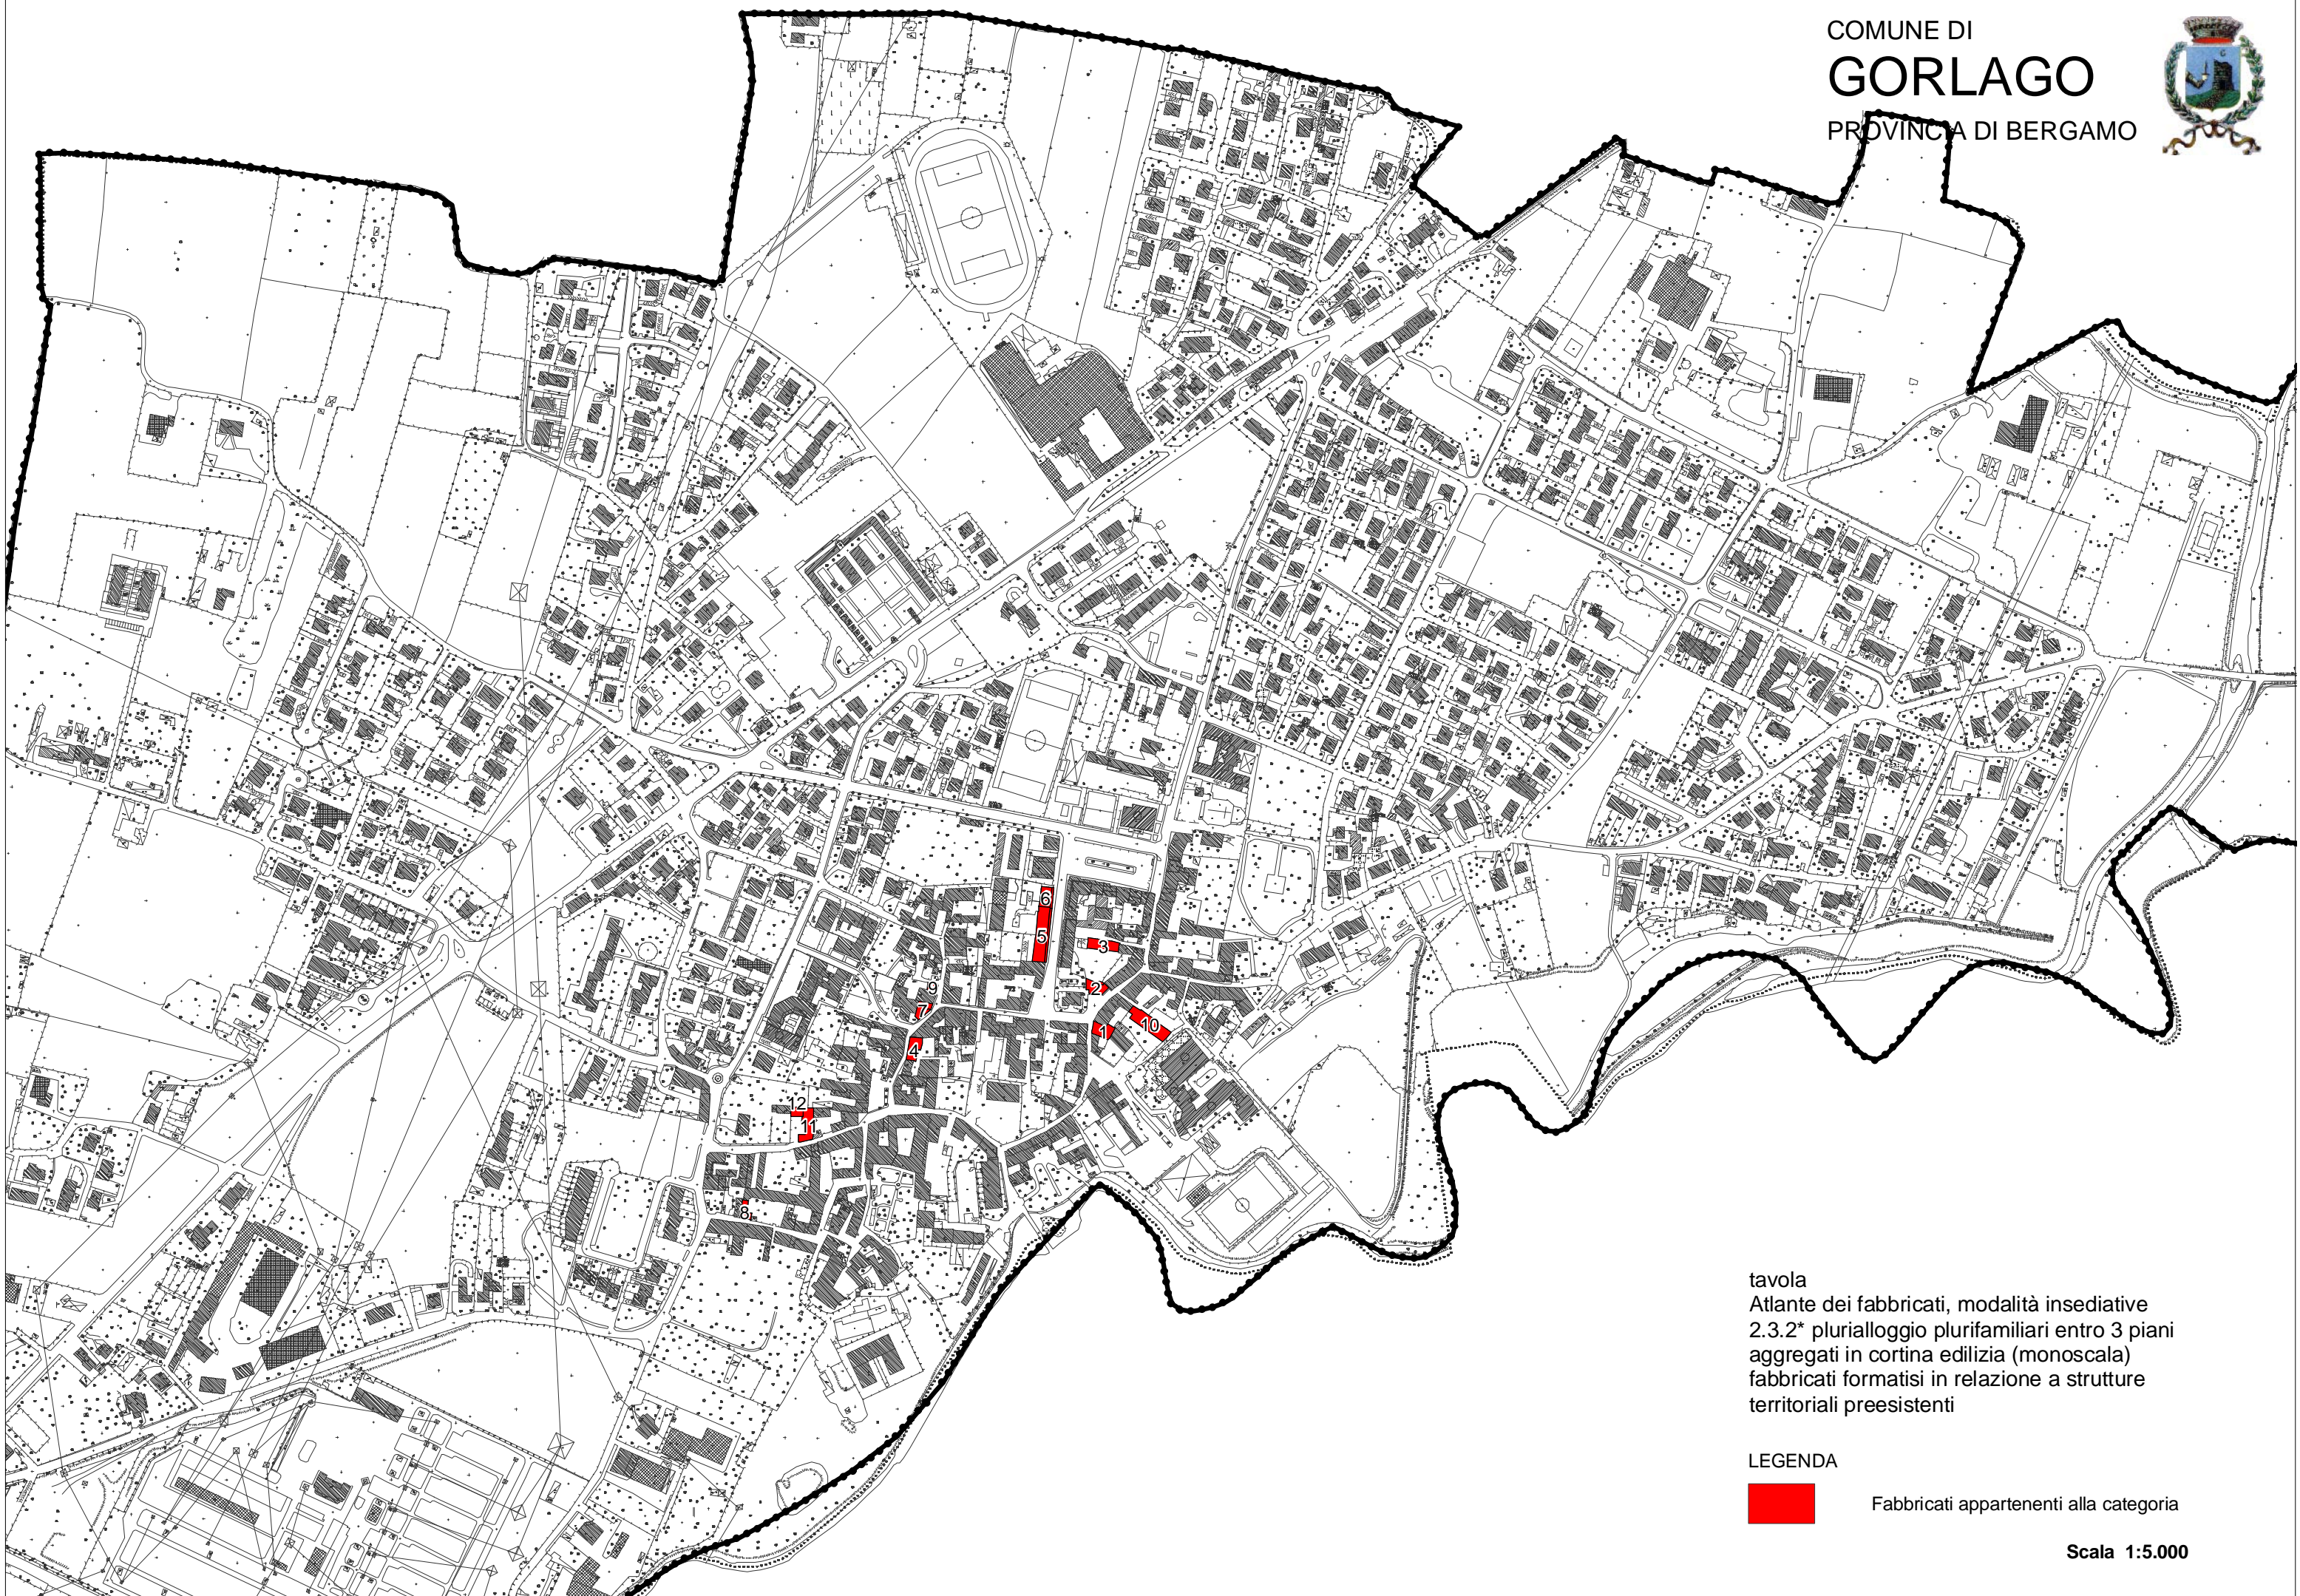 COMUNE DI
GORLAGO
PROVINCIA DI BERGAMO
6
5
3
9
2
7
10
1
4
12
11
8
tavola
Atlante dei fabbricati, modalità insediative
2.3.2* plurialloggio plurifamiliari entro 3 piani
aggregati in cortina edilizia (monoscala)
fabbricati formatisi in relazione a strutture
territoriali preesistenti
LEGENDA
Fabbricati appartenenti alla categoria
Scala 1:5.000